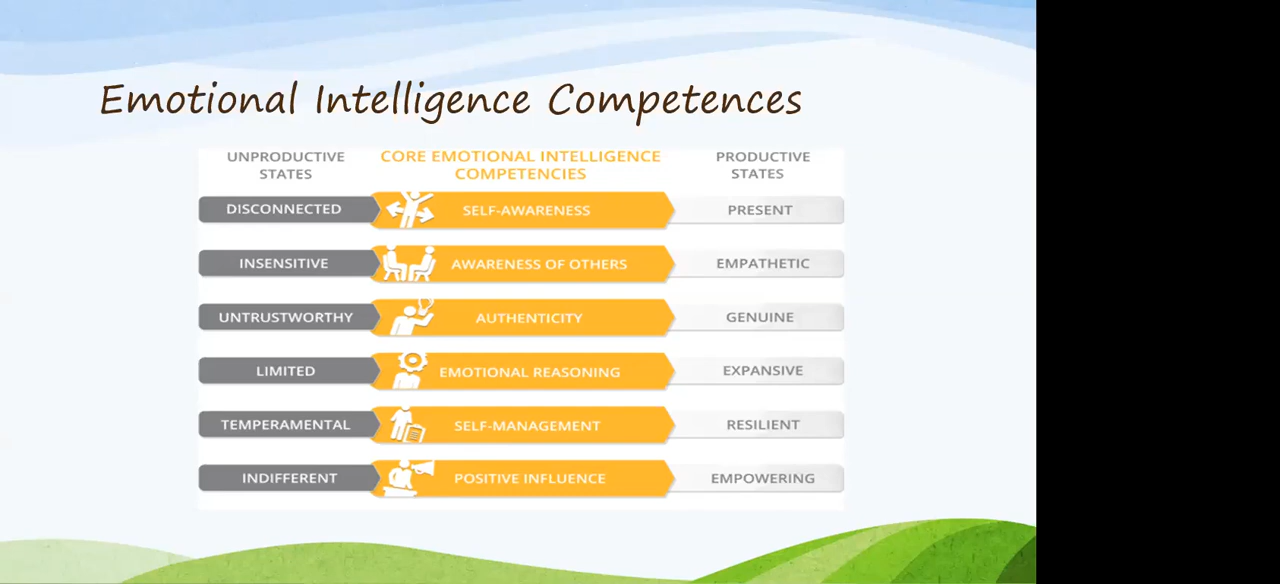 Emotional Intelligence Competences
UNPRODUCTIVE
STATES
CORE EMOTIONAL INTELLIGENCE
COMPETENCIES
PRODUCTIVE
STATES
DISCONNECTED
SELF-AWARENESS
PRESENT
INSENSITIVE
AWARENESS OF OTHERS
EMPATHETIC
UNTRUSTWORTHY
AUTHENTICITY
GENUINE
LIMITED
EMOTIONAL REASONING
EXPANSIVE
TEMPERAMENTAL
SELF-MANAGEMENT
RESILIENT
INDIFFERENT
POSITIVE INFLUENCE
EMPOWERING